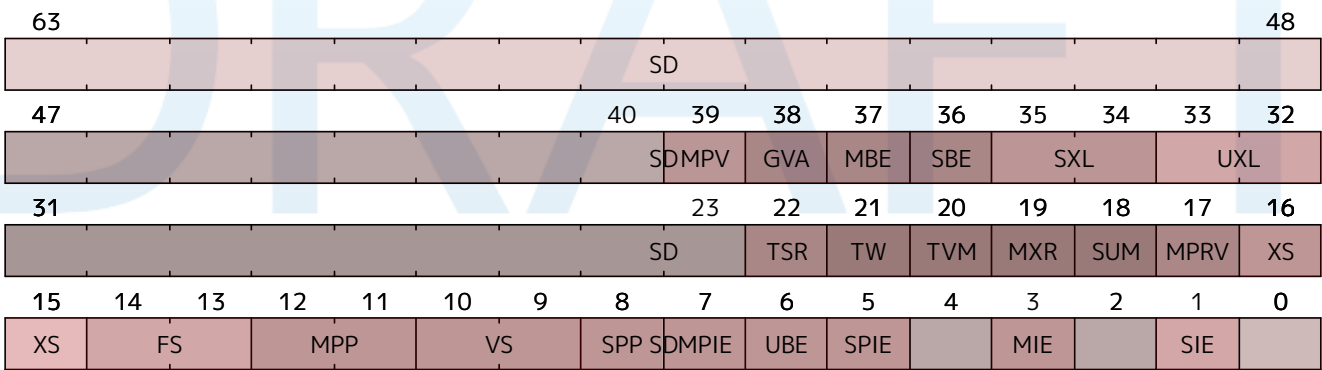 DRAFT
63 48
SD
47 40 39 38 37 36 35 34 33 32
SD MPV GVA MBE SBE SXL UXL
31 23 22 21 20 19 18 17 16
SD TSR TW TVM MXR SUM MPRV XS
15 14 13 12 11 10 9 8 7 6 5 4 3 2 1 0
XS FS MPP VS SPP SD MPIE UBE SPIE MIE SIE